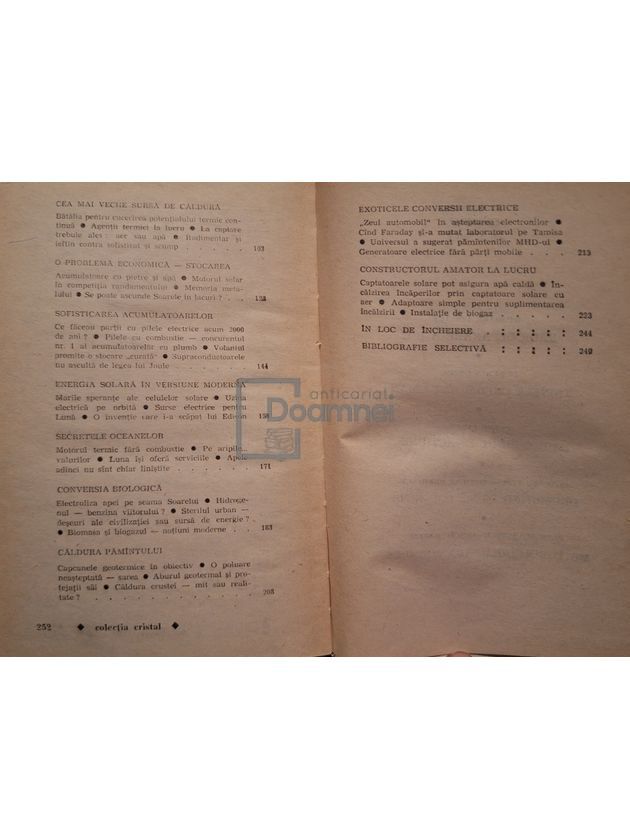 CEA MAI VECHE SURSĂ DE CĂLDURĂ
Bătălia pentru cucerirea potențialului termic con-
tinuă ● Agenții termici la lucru ● La captare
trebuie ales: aer sau apă ● Rudimentar și
ieftin contra sofisticat și scump . . . . 103
O PROBLEMĂ ECONOMICĂ — STOCAREA
Acumulatoare cu pietre și apă ● Motorul solar
în competiția randamentului ● Memoria meta-
lului ● Se poate ascunde Soarele în lacuri? . 123
SOFISTICAREA ACUMULATOARELOR
Ce făceau parții cu pilele electrice acum 2000
de ani? ● Pilele cu combustie — concurentul
nr. 1 al acumulatoarelor cu plumb ● Volantul
promite o stocare „curată" ● Supraconductoarele
nu ascultă de legea lui Joule . . . . 144
ENERGIA SOLARĂ ÎN VERSIUNE MODERNĂ
Marile speranțe ale celulelor solare ● Uzina
electrică pe orbită ● Surse electrice pentru
Lună ● O invenție care i-a scăpat lui Edison
SECRETELE OCEANELOR
Motorul termic fără combustie ● Pe aripile...
valurilor ● Luna își oferă serviciile ● Apele
adînci nu sînt chiar liniștite . . . . . . 171
CONVERSIA BIOLOGICĂ
Electroliza apei pe seama Soarelui ● Hidroge-
nul — benzina viitorului? ● Sterilul urban —
deșeuri ale civilizației sau sursă de energie?
● Biomasa și biogazul — noțiuni moderne . 183
CĂLDURA PĂMÎNTULUI
Capcanele geotermice în obiectiv ● O poluare
neașteptată — sarea ● Aburul geotermal și pro-
tejații săi ● Căldura crustei — mit sau reali-
tate? . . . . . . . . . . . 208
252 ◆ colecția cristal ◆
EXOTICELE CONVERSII ELECTRICE
„Zeul automobil" în așteptarea electronilor ●
Cînd Faraday și-a mutat laboratorul pe Tamisa
● Universul a sugerat pămîntenilor MHD-ul ●
Generatoare electrice fără părți mobile . . . 215
CONSTRUCTORUL AMATOR LA LUCRU
Captatoarele solare pot asigura apă caldă ● În-
călzirea încăperilor prin captatoare solare cu
aer ● Adaptoare simple pentru suplimentarea
încălzirii ● Instalație de biogaz . . . . 223
ÎN LOC DE ÎNCHEIERE . : : : : : 244
BIBLIOGRAFIE SELECTIVĂ : : : : : 249
anticariat
Doamnei